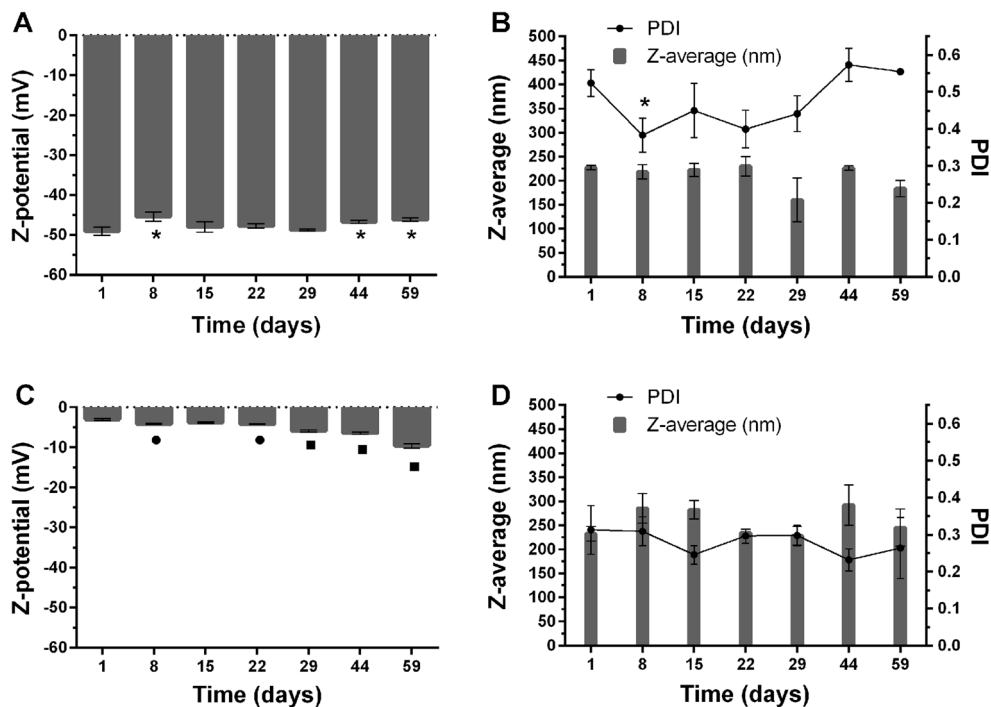 A
Z-potential (mV)
0
-10
-20
-30
-40
-50
-60
* * *
1 8 15 22 29 44 59
Time (days)
B
PDI
Z-average (nm)
Z-average (nm)
500
450
400
350
300
250
200
150
100
50
0
*
0.6
0.5
0.4
0.3
0.2
0.1
0.0
PDI
1 8 15 22 29 44 59
Time (days)
C
Z-potential (mV)
0
-10
-20
-30
-40
-50
-60
1 8 15 22 29 44 59
Time (days)
D
PDI
Z-average (nm)
Z-average (nm)
500
450
400
350
300
250
200
150
100
50
0
0.6
0.5
0.4
0.3
0.2
0.1
0.0
PDI
1 8 15 22 29 44 59
Time (days)